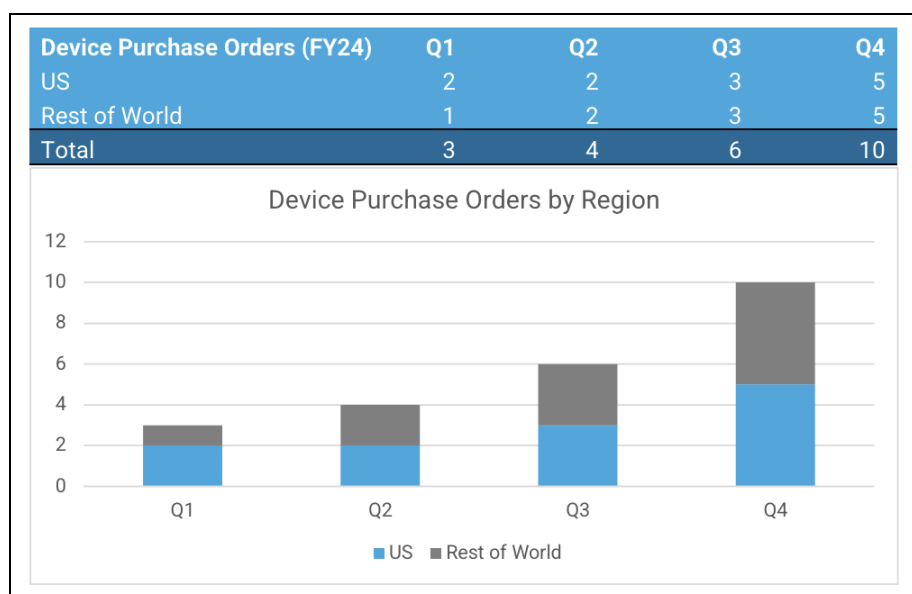 Device Purchase Orders (FY24) Q1 Q2 Q3 Q4
US 2 2 3 5
Rest of World 1 2 3 5
Total 3 4 6 10
Device Purchase Orders by Region
12
10
8
6
4
2
0
Q1 Q2 Q3 Q4
US Rest of World